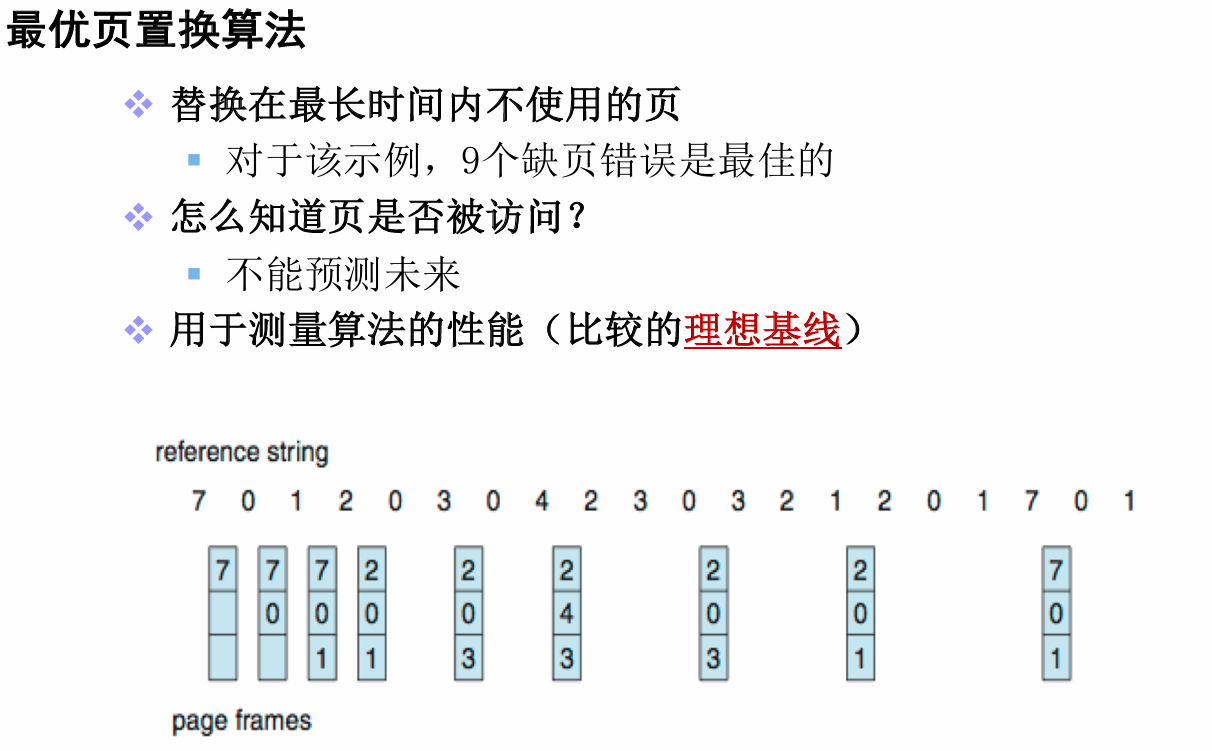 最优页置换算法
替换在最长时间内不使用的页
对于该示例，9个缺页错误是最佳的
怎么知道页是否被访问？
不能预测未来
用于测量算法的性能（比较的理想基线）
reference string
7 0 1 2 0 3 0 4 2 3 0 3 2 1 2 0 1 7 0 1
7 7 7 2 2 2 2 2 7
0 0 0 0 4 0 0 0
1 1 3 3 3 1 1
page frames